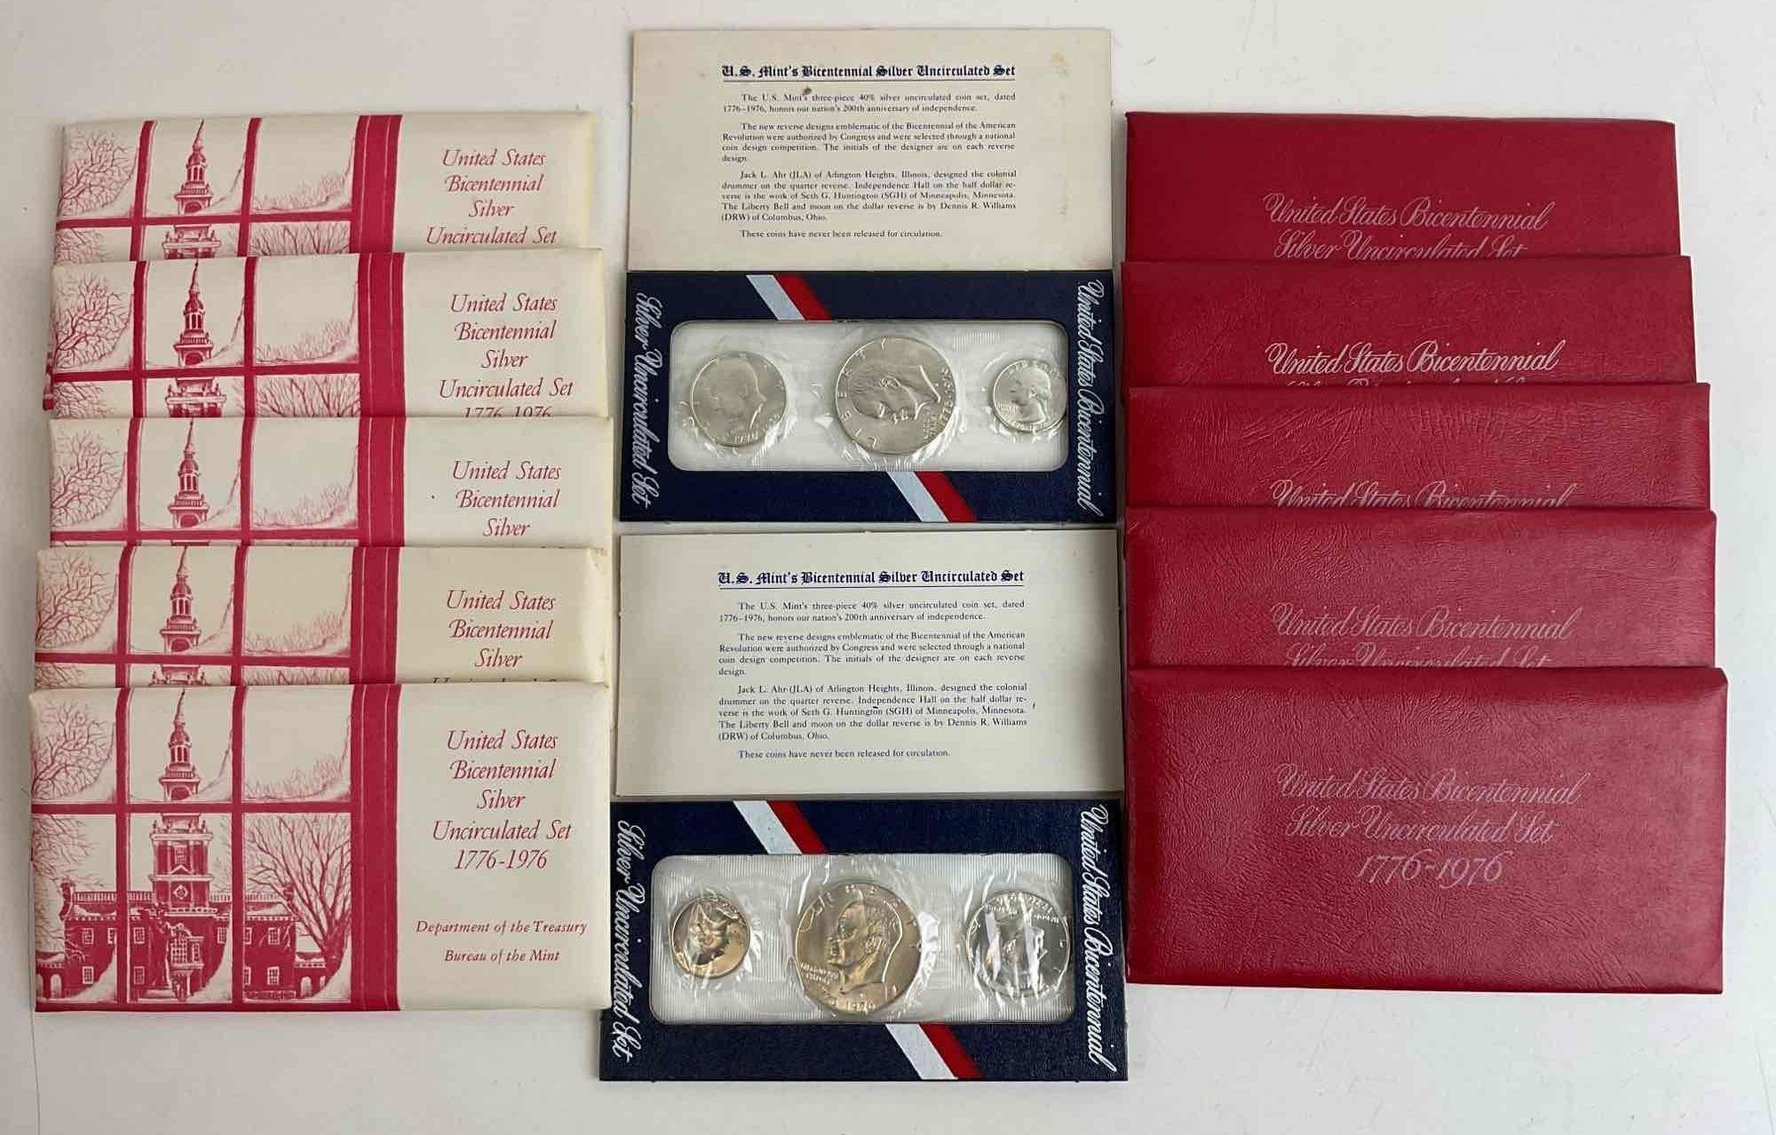 United States
Bicentennial
Silver
Uncirculated Set
United States
Bicentennial
Silver
Uncirculated Set
1776-1976
United States
Bicentennial
Silver
United States
Bicentennial
Silver
United States
Bicentennial
Silver
Uncirculated Set
1776-1976
Department of the Treasury
Bureau of the Mint
U.S. Mint's Bicentennial Silver Uncirculated Set
The U.S. Mint's three-piece 40% silver uncirculated coin set, dated
1776–1976, honors our nation's 200th anniversary of independence.
The new reverse designs emblematic of the Bicentennial of the American
Revolution were authorized by Congress and were selected through a national
coin design competition. The initials of the designer are on each reverse
design.
Jack L. Ahr (JLA) of Arlington Heights, Illinois, designed the colonial
drummer on the quarter reverse. Independence Hall on the half dollar re-
verse is the work of Seth G. Huntington (SGH) of Minneapolis, Minnesota.
The Liberty Bell and moon on the dollar reverse is by Dennis R. Williams
(DRW) of Columbus, Ohio.
These coins have never been released for circulation.
United States Bicentennial
Silver Uncirculated Set
LIBERTY
U.S. Mint's Bicentennial Silver Uncirculated Set
The U.S. Mint's three-piece 40% silver uncirculated coin set, dated
1776–1976, honors our nation's 200th anniversary of independence.
The new reverse designs emblematic of the Bicentennial of the American
Revolution were authorized by Congress and were selected through a national
coin design competition. The initials of the designer are on each reverse
design.
Jack L. Ahr (JLA) of Arlington Heights, Illinois, designed the colonial
drummer on the quarter reverse. Independence Hall on the half dollar re-
verse is the work of Seth G. Huntington (SGH) of Minneapolis, Minnesota.
The Liberty Bell and moon on the dollar reverse is by Dennis R. Williams
(DRW) of Columbus, Ohio.
These coins have never been released for circulation.
United States Bicentennial
Silver Uncirculated Set
United States Bicentennial
Silver Uncirculated Set
United States Bicentennial
United States Bicentennial
United States Bicentennial
Silver Uncirculated Set
United States Bicentennial
Silver Uncirculated Set
1776-1976